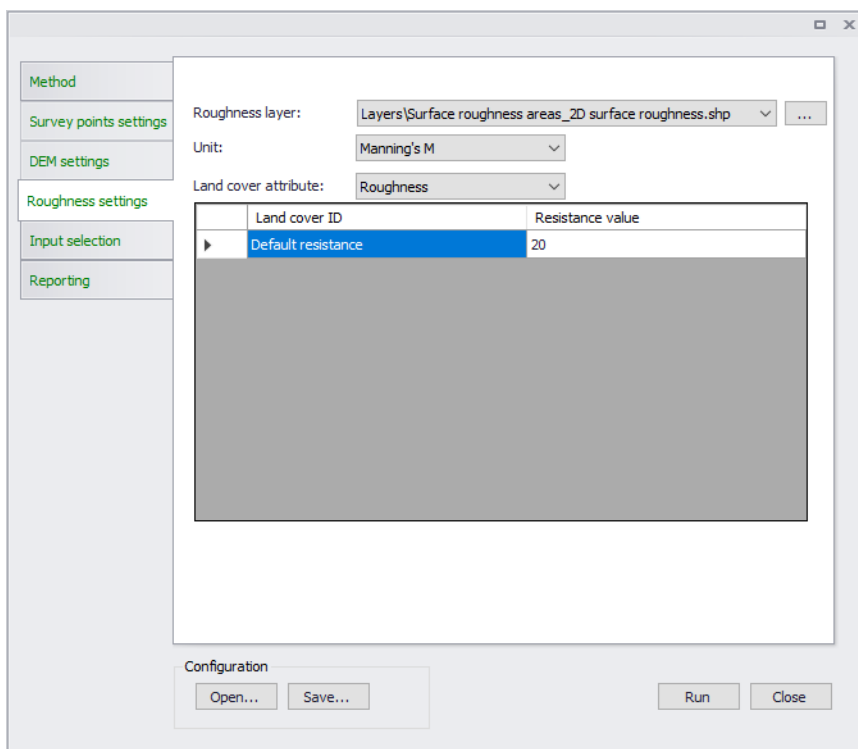 Method
Survey points settings
DEM settings
Roughness settings
Input selection
Reporting
Roughness layer:
Layers\Surface roughness areas_2D surface roughness.shp
...
Unit:
Manning's M
Land cover attribute:
Roughness
Land cover ID Resistance value
Default resistance 20
Configuration
Open... Save...
Run Close